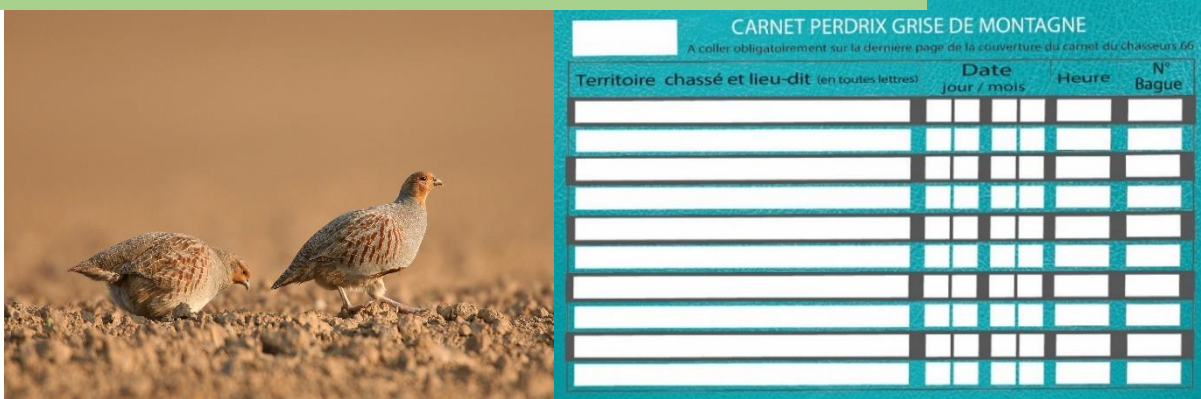 CARNET PERDRIX GRISE DE MONTAGNE
A coller obligatoirement sur la dernière page de la couverture du carnet du chasseurs 66
Territoire chassé et lieu-dit (en toutes lettres)
Date
jour / mois
Heure
N°
Bague